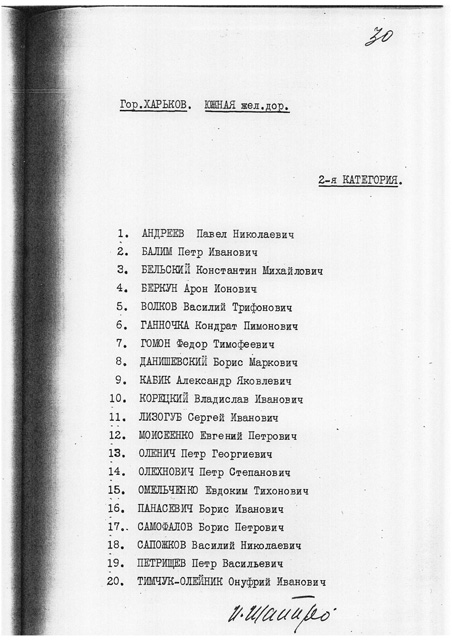 30
Гор.ХАРЬКОВ. ЮЖНАЯ жел.дор.
2-я КАТЕГОРИЯ.
1. АНДРЕЕВ Павел Николаевич
2. БАЛИМ Петр Иванович
3. БЕЛЬСКИЙ Константин Михайлович
4. БЕРКУН Арон Ионович
5. ВОЛКОВ Василий Трифонович
6. ГАННОЧКА Кондрат Пимонович
7. ГОМОН Федор Тимофеевич
8. ДАНИШЕВСКИЙ Борис Маркович
9. КАБИК Александр Яковлевич
10. КОРЕЦКИЙ Владислав Иванович
11. ЛИЗОГУБ Сергей Иванович
12. МОИСЕЕНКО Евгений Петрович
13. ОЛЕНИЧ Петр Георгиевич
14. ОЛЕХНОВИЧ Петр Степанович
15. ОМЕЛЬЧЕНКО Евдоким Тихонович
16. ПАНАСЕВИЧ Борис Иванович
17. САМОФАЛОВ Борис Петрович
18. САПОЖКОВ Василий Николаевич
19. ПЕТРИЩЕВ Петр Васильевич
20. ТИМЧУК-ОЛЕЙНИК Онуфрий Иванович
И.Шапиро